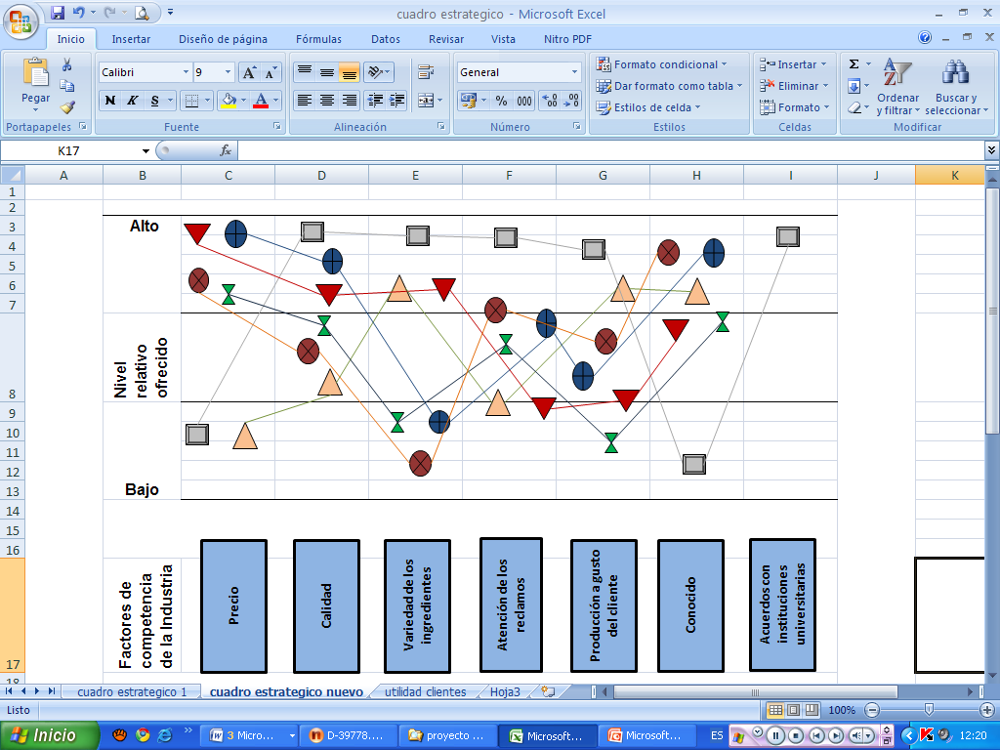 cuadro estrategico - Microsoft Excel
Inicio Insertar Diseño de página Fórmulas Datos Revisar Vista Nitro PDF
Pegar
Portapapeles
Calibri 9
N K S
Fuente
Alineación
General
% 000
Número
Formato condicional
Dar formato como tabla
Estilos de celda
Estilos
Insertar
Eliminar
Formato
Celdas
Ordenar
y filtrar
Buscar y
seleccionar
Modificar
K17 fx
A B C D E F G H I J K
1
2
3
4
5
6
7
8
9
10
11
12
13
14
15
16
17
18
Alto
Nivel
relativo
ofrecido
Bajo
Factores de
competencia
de la Industria
Precio
Calidad
Variedad de los
ingredientes
Atención de los
reclamos
Producción a gusto
del cliente
Conocido
Acuerdos con
instituciones
universitarias
cuadro estrategico 1 cuadro estrategico nuevo utilidad clientes Hoja3
Listo 100%
Inicio 3 Micro... D-39778.... proyecto ... Microsoft... Microsoft... ES 12:20